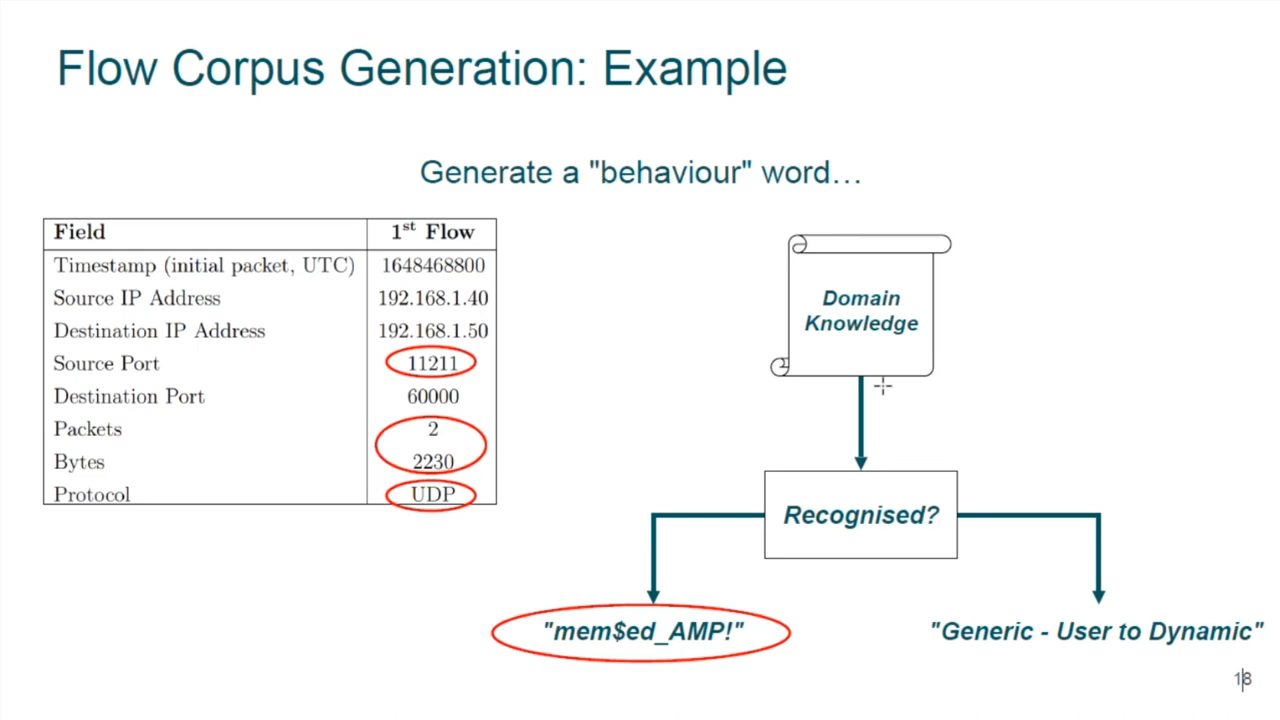 Flow Corpus Generation: Example
Generate a "behaviour" word…
Field 1st Flow
Timestamp (initial packet, UTC) 1648468800
Source IP Address 192.168.1.40
Destination IP Address 192.168.1.50
Source Port 11211
Destination Port 60000
Packets 2
Bytes 2230
Protocol UDP
Domain
Knowledge
Recognised?
"mem$ed_AMP!"
"Generic - User to Dynamic"
18